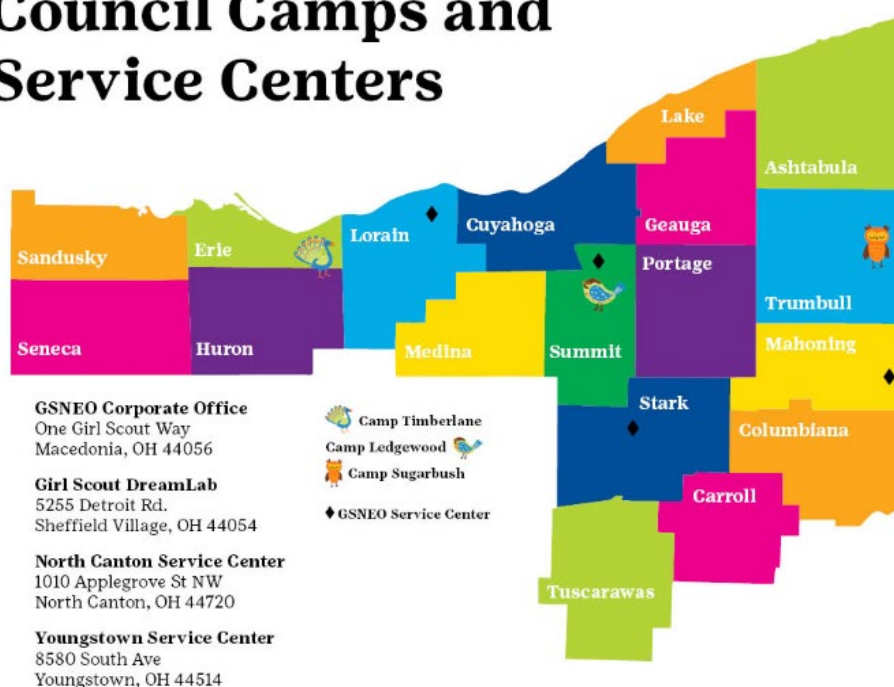 Council Camps and
Service Centers
Lake
Ashtabula
Sandusky
Erie
Lorain
Cuyahoga
Geauga
Portage
Trumbull
Seneca
Huron
Medina
Summit
Mahoning
Stark
Columbiana
Carroll
Tuscarawas
GSNEO Corporate Office
One Girl Scout Way
Macedonia, OH 44056
Girl Scout DreamLab
5255 Detroit Rd.
Sheffield Village, OH 44054
North Canton Service Center
1010 Applegrove St NW
North Canton, OH 44720
Youngstown Service Center
8580 South Ave
Youngstown, OH 44514
Camp Timberlane
Camp Ledgewood
Camp Sugarbush
GSNEO Service Center